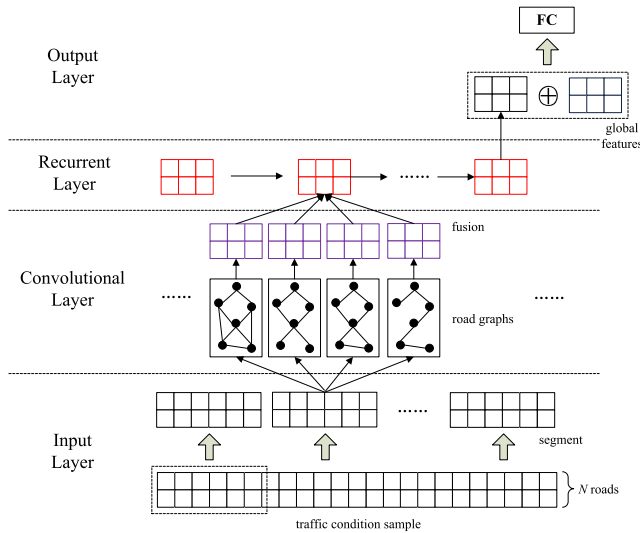 FC
Output
Layer
global
features
Recurrent
Layer
......
fusion
Convolutional
Layer
......
road graphs
......
......
segment
Input
Layer
N roads
traffic condition sample